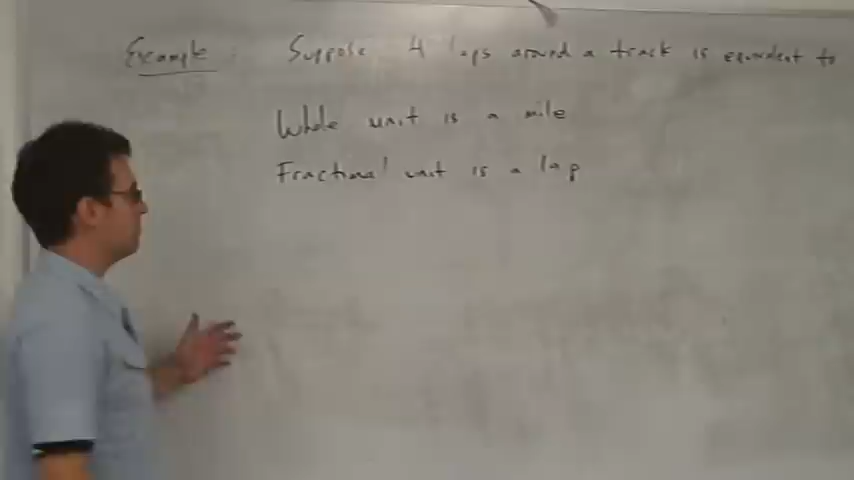 Example : Suppose 4 laps around a track is equivalent to
Whole unit is a mile
Fractional unit is a lap